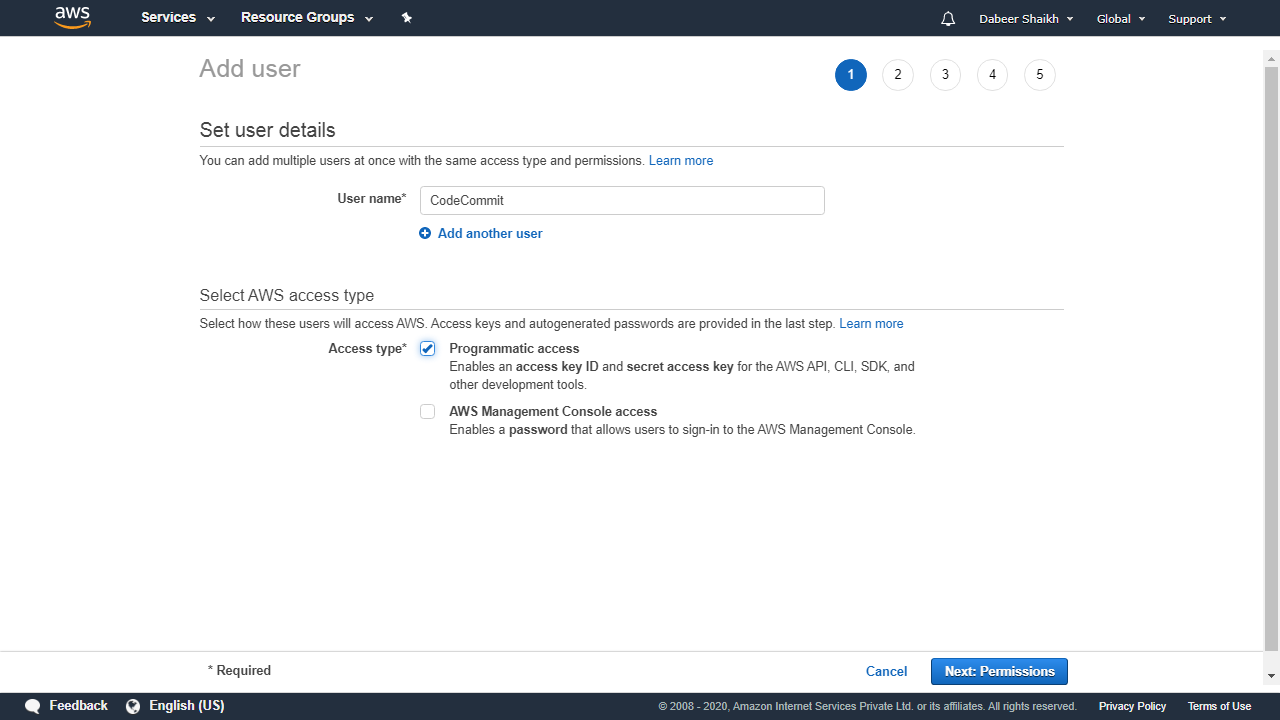 aws Services Resource Groups Dabeer Shaikh Global Support
Add user 1 2 3 4 5
Set user details
You can add multiple users at once with the same access type and permissions. Learn more
User name* CodeCommit
Add another user
Select AWS access type
Select how these users will access AWS. Access keys and autogenerated passwords are provided in the last step. Learn more
Access type* Programmatic access
Enables an access key ID and secret access key for the AWS API, CLI, SDK, and
other development tools.
AWS Management Console access
Enables a password that allows users to sign-in to the AWS Management Console.
* Required Cancel Next: Permissions
Feedback English (US) © 2008 - 2020, Amazon Internet Services Private Ltd. or its affiliates. All rights reserved. Privacy Policy Terms of Use